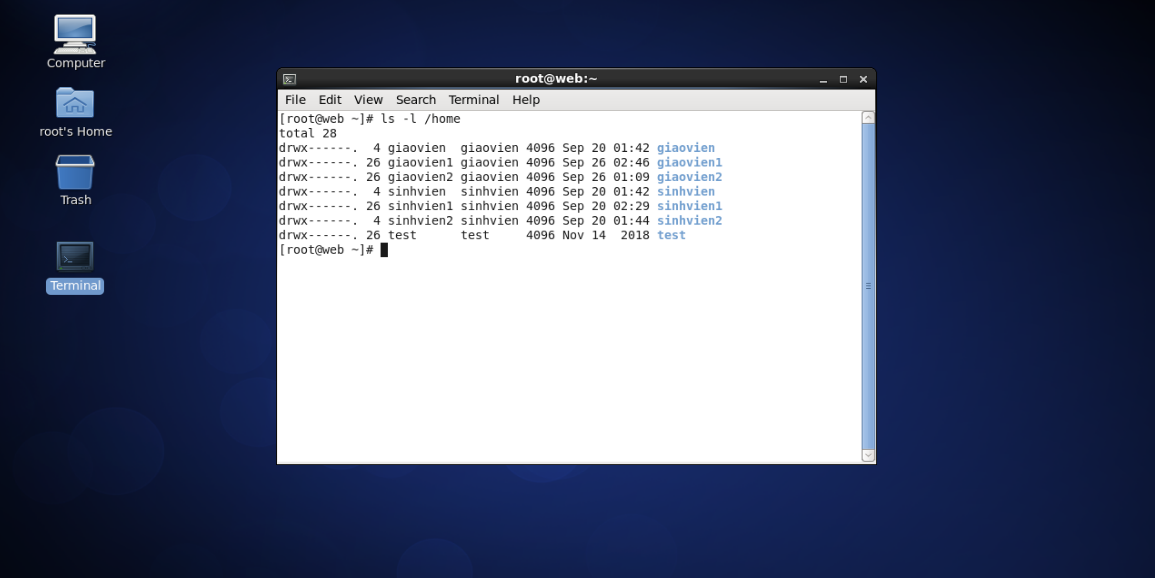 Computer
root's Home
Trash
Terminal
root@web:~
File Edit View Search Terminal Help
[root@web ~]# ls -l /home
total 28
drwx------.  4 giaovien  giaovien 4096 Sep 20 01:42 giaovien
drwx------. 26 giaovien1 giaovien 4096 Sep 26 02:46 giaovien1
drwx------. 26 giaovien2 giaovien 4096 Sep 26 01:09 giaovien2
drwx------.  4 sinhvien  sinhvien 4096 Sep 20 01:42 sinhvien
drwx------. 26 sinhvien1 sinhvien 4096 Sep 20 02:29 sinhvien1
drwx------.  4 sinhvien2 sinhvien 4096 Sep 20 01:44 sinhvien2
drwx------. 26 test      test     4096 Nov 14  2018 test
[root@web ~]#